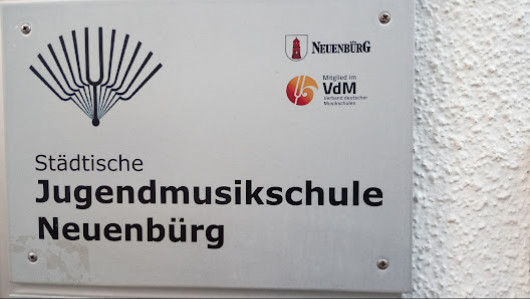 NEUENBÜRG
Mitglied im
VdM
Verband deutscher
Musikschulen
Städtische
Jugendmusikschule
Neuenbürg